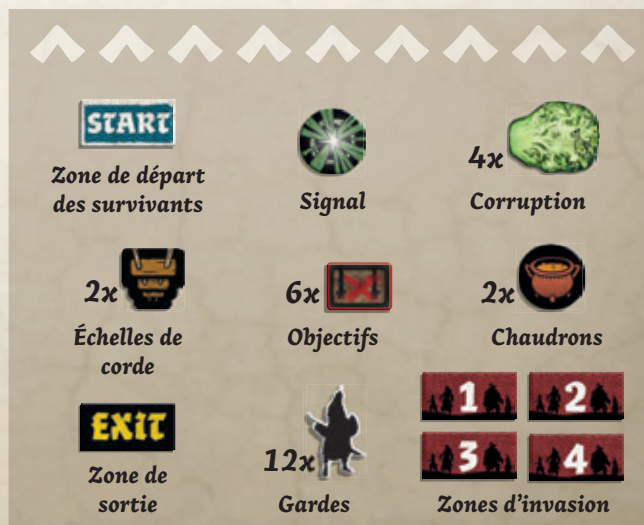 START
Zone de départ
des survivants
Signal
4x
Corruption
2x
Échelles de
corde
6x
Objectifs
2x
Chaudrons
EXIT
Zone de
sortie
12x
Gardes
1
2
3
4
Zones d'invasion